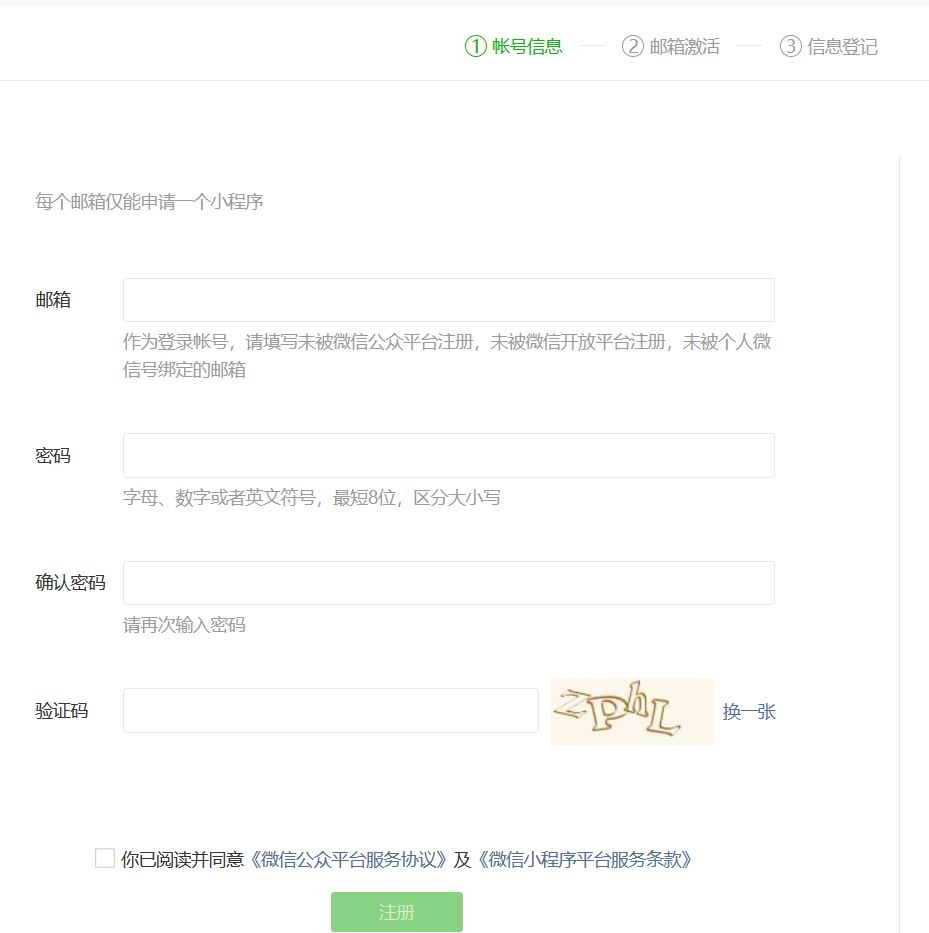 ① 帐号信息 ② 邮箱激活 ③ 信息登记
每个邮箱仅能申请一个小程序
邮箱
作为登录帐号，请填写未被微信公众平台注册，未被微信开放平台注册，未被个人微
信号绑定的邮箱
密码
字母、数字或者英文符号，最短8位，区分大小写
确认密码
请再次输入密码
验证码 zphL 换一张
你已阅读并同意《微信公众平台服务协议》及《微信小程序平台服务条款》
注册